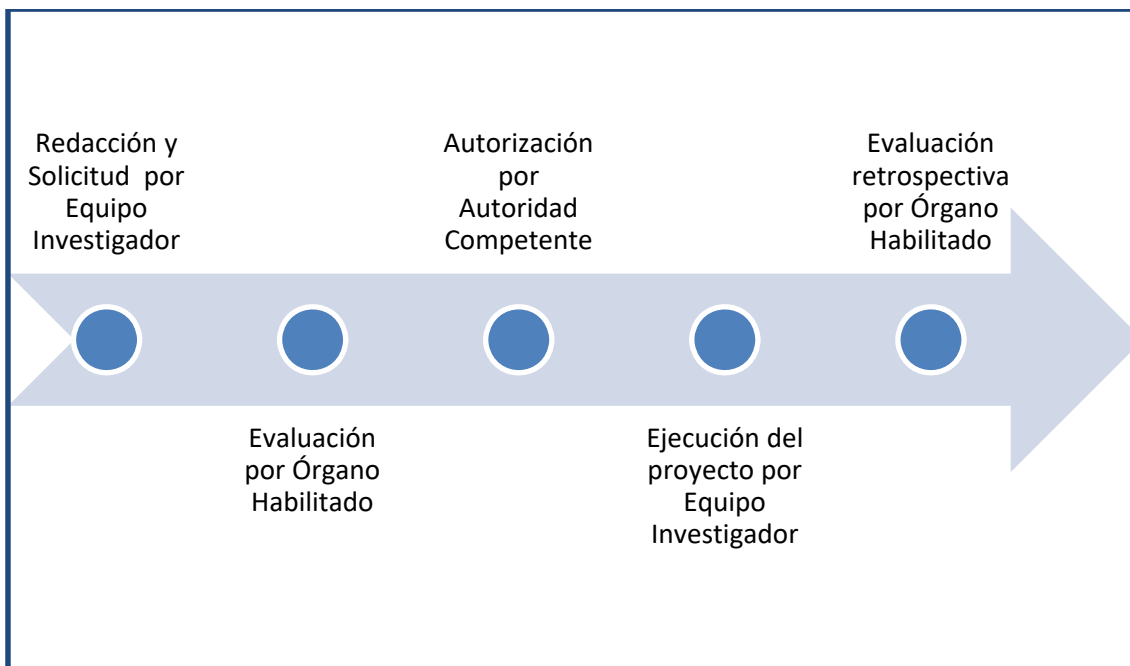 Redacción y
Solicitud por
Equipo
Investigador
Evaluación
por Órgano
Habilitado
Autorización
por
Autoridad
Competente
Ejecución del
proyecto por
Equipo
Investigador
Evaluación
retrospectiva
por Órgano
Habilitado